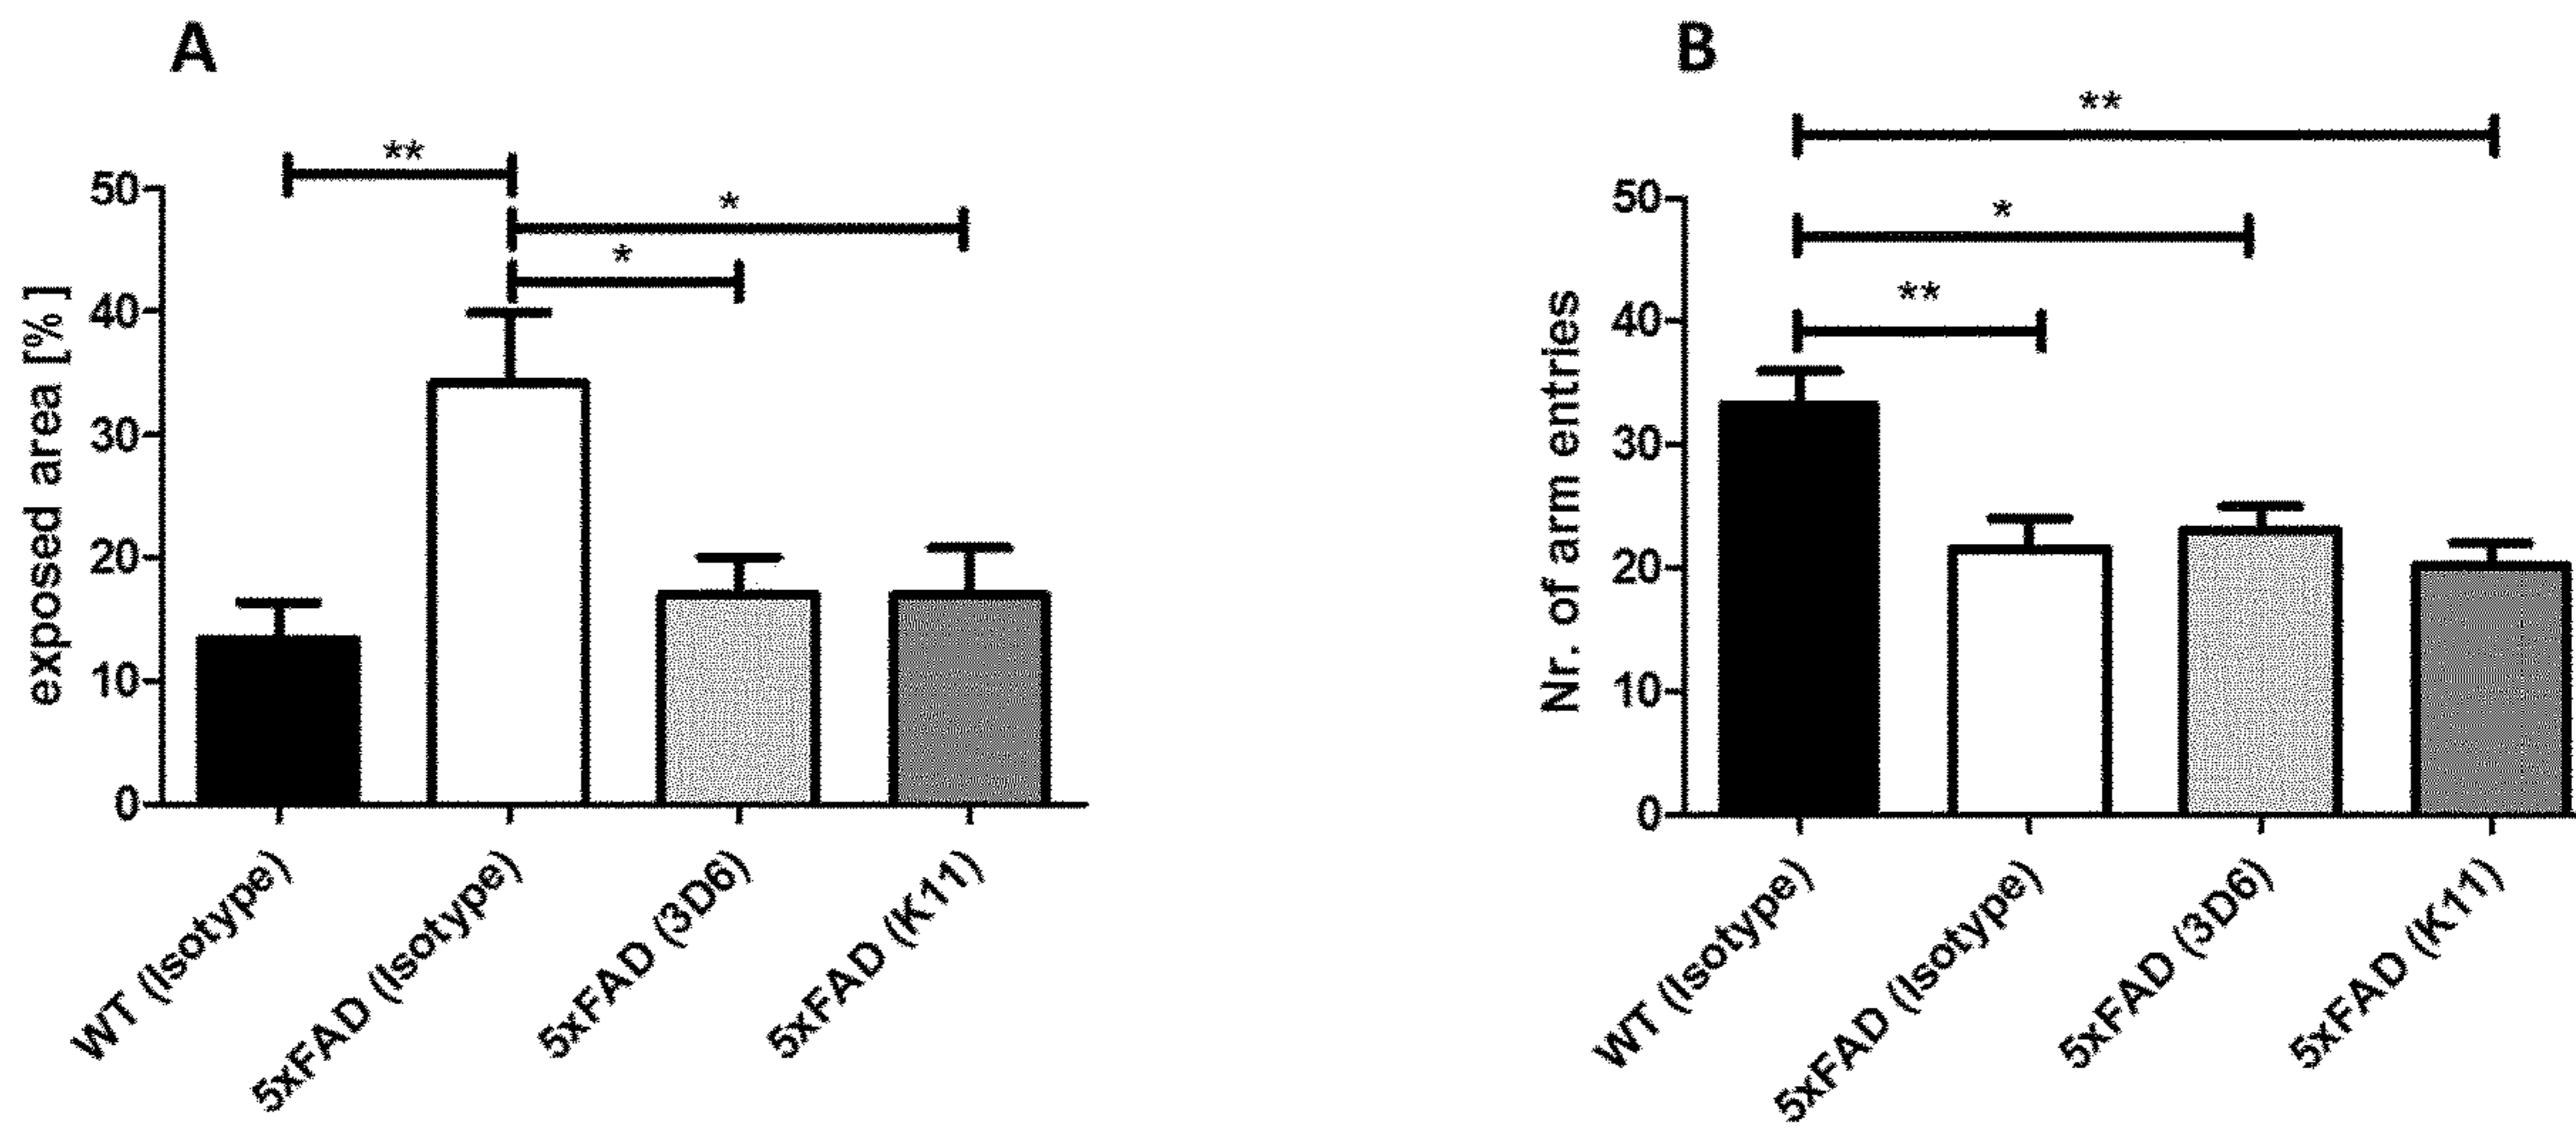 A
**
*
*
50
40
30
20
10
0
exposed area [%]
WT (Isotype)
5xFAD (Isotype)
5xFAD (3D6)
5xFAD (K11)
B
**
*
**
50
40
30
20
10
0
Nr. of arm entries
WT (Isotype)
5xFAD (Isotype)
5xFAD (3D6)
5xFAD (K11)